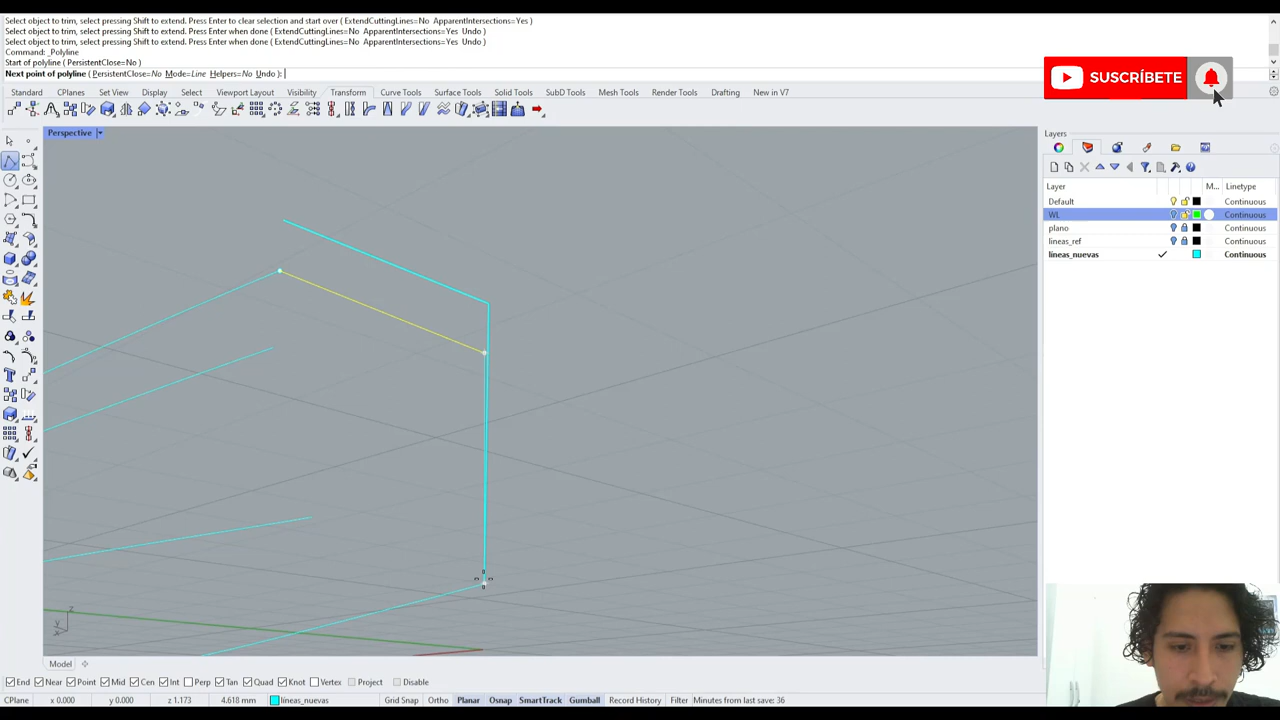 Select object to trim, select pressing Shift to extend. Press Enter to clear selection and start over ( ExtendCuttingLines=No ApparentIntersections=Yes )
Select object to trim, select pressing Shift to extend. Press Enter when done ( ExtendCuttingLines=No ApparentIntersections=Yes Undo )
Select object to trim, select pressing Shift to extend. Press Enter when done ( ExtendCuttingLines=No ApparentIntersections=Yes Undo )
Command: _Polyline
Start of polyline ( PersistentClose=No )
Next point of polyline ( PersistentClose=No Mode=Line Helpers=No Undo ):
SUSCRÍBETE
Standard CPlanes Set View Display Select Viewport Layout Visibility Transform Curve Tools Surface Tools Solid Tools SubD Tools Mesh Tools Render Tools Drafting New in V7
Perspective
Layers
Layer M... Linetype
Default Continuous
WL Continuous
plano Continuous
lineas_ref Continuous
lineas_nuevas Continuous
z
y
x
Model
End Near Point Mid Cen Int Perp Tan Quad Knot Vertex Project Disable
CPlane x 0.000 y 0.000 z 1.173 4.618 mm lineas_nuevas Grid Snap Ortho Planar Osnap SmartTrack Gumball Record History Filter Minutes from last save: 36